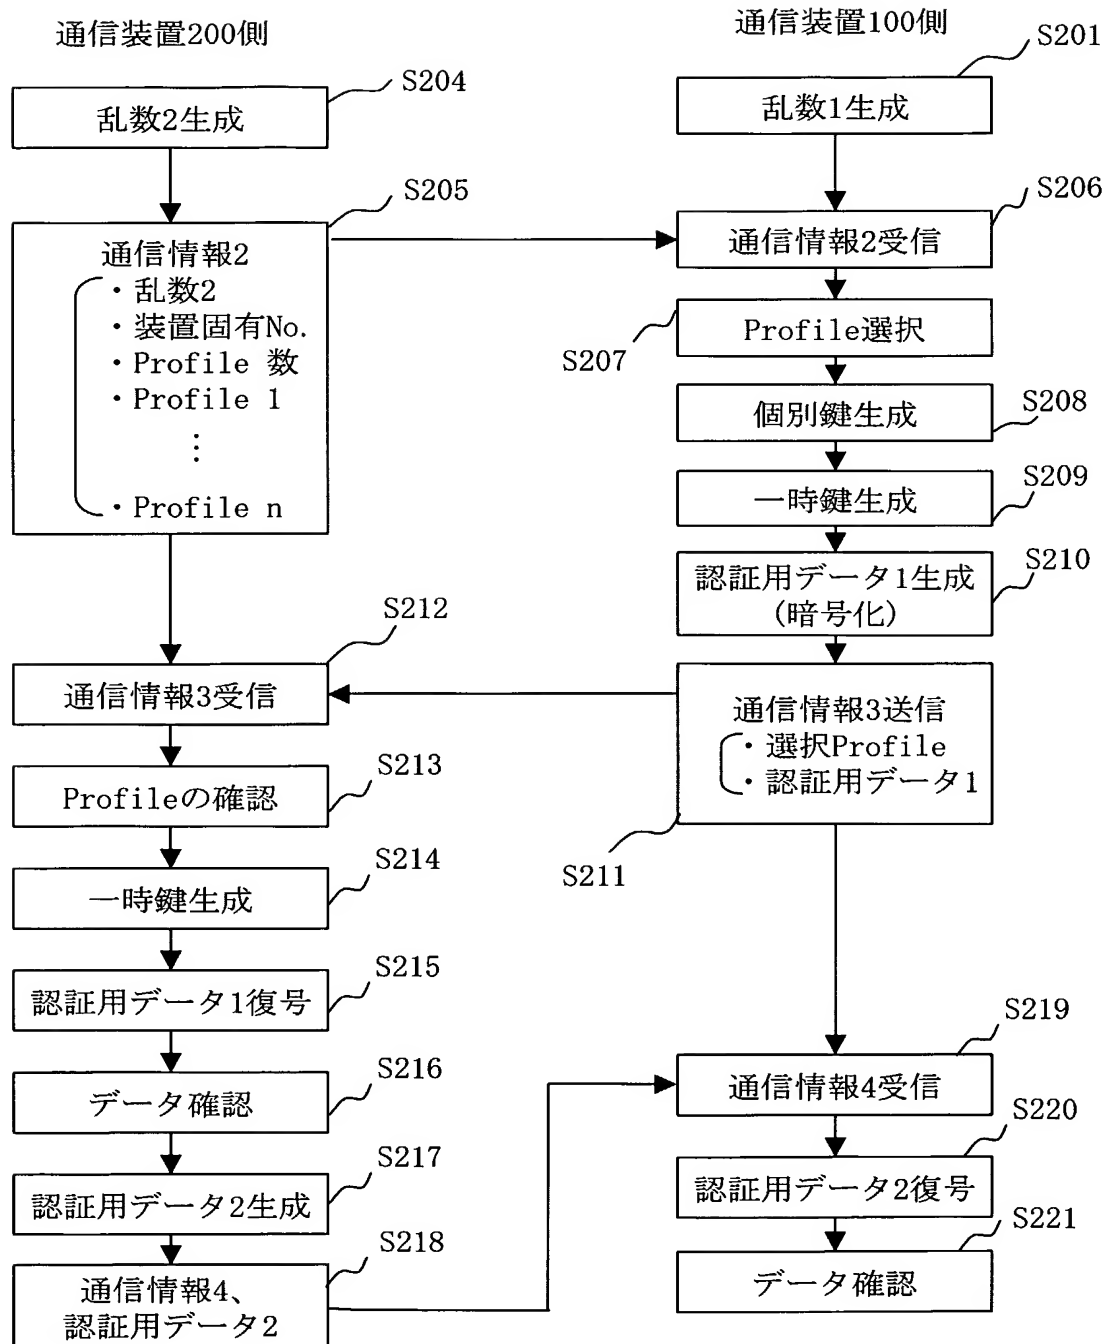 通信装置200側
通信装置100側
S201
乱数1生成
S204
乱数2生成
S205
通信情報2
・乱数2
・装置固有No.
・Profile 数
・Profile 1
⋮
・Profile n
S206
通信情報2受信
S207
Profile選択
S208
個別鍵生成
S209
一時鍵生成
S210
認証用データ1生成
(暗号化)
S211
通信情報3送信
・選択Profile
・認証用データ1
S212
通信情報3受信
S213
Profileの確認
S214
一時鍵生成
S215
認証用データ1復号
S216
データ確認
S217
認証用データ2生成
S218
通信情報4、
認証用データ2
S219
通信情報4受信
S220
認証用データ2復号
S221
データ確認